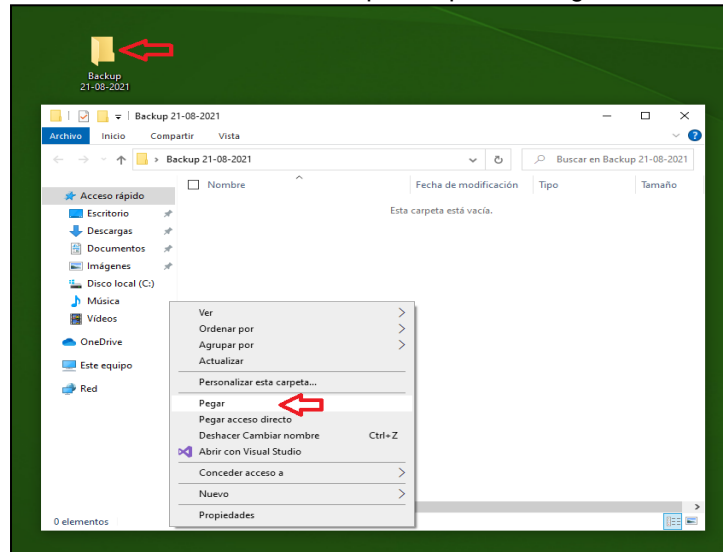 Backup
21-08-2021
Backup 21-08-2021
Archivo Inicio Compartir Vista
Backup 21-08-2021
Buscar en Backup 21-08-2021
Nombre Fecha de modificación Tipo Tamaño
Esta carpeta está vacía.
Acceso rápido
Escritorio
Descargas
Documentos
Imágenes
Disco local (C:)
Música
Vídeos
OneDrive
Este equipo
Red
Ver
Ordenar por
Agrupar por
Actualizar
Personalizar esta carpeta...
Pegar
Pegar acceso directo
Deshacer Cambiar nombre Ctrl+Z
Abrir con Visual Studio
Conceder acceso a
Nuevo
Propiedades
0 elementos